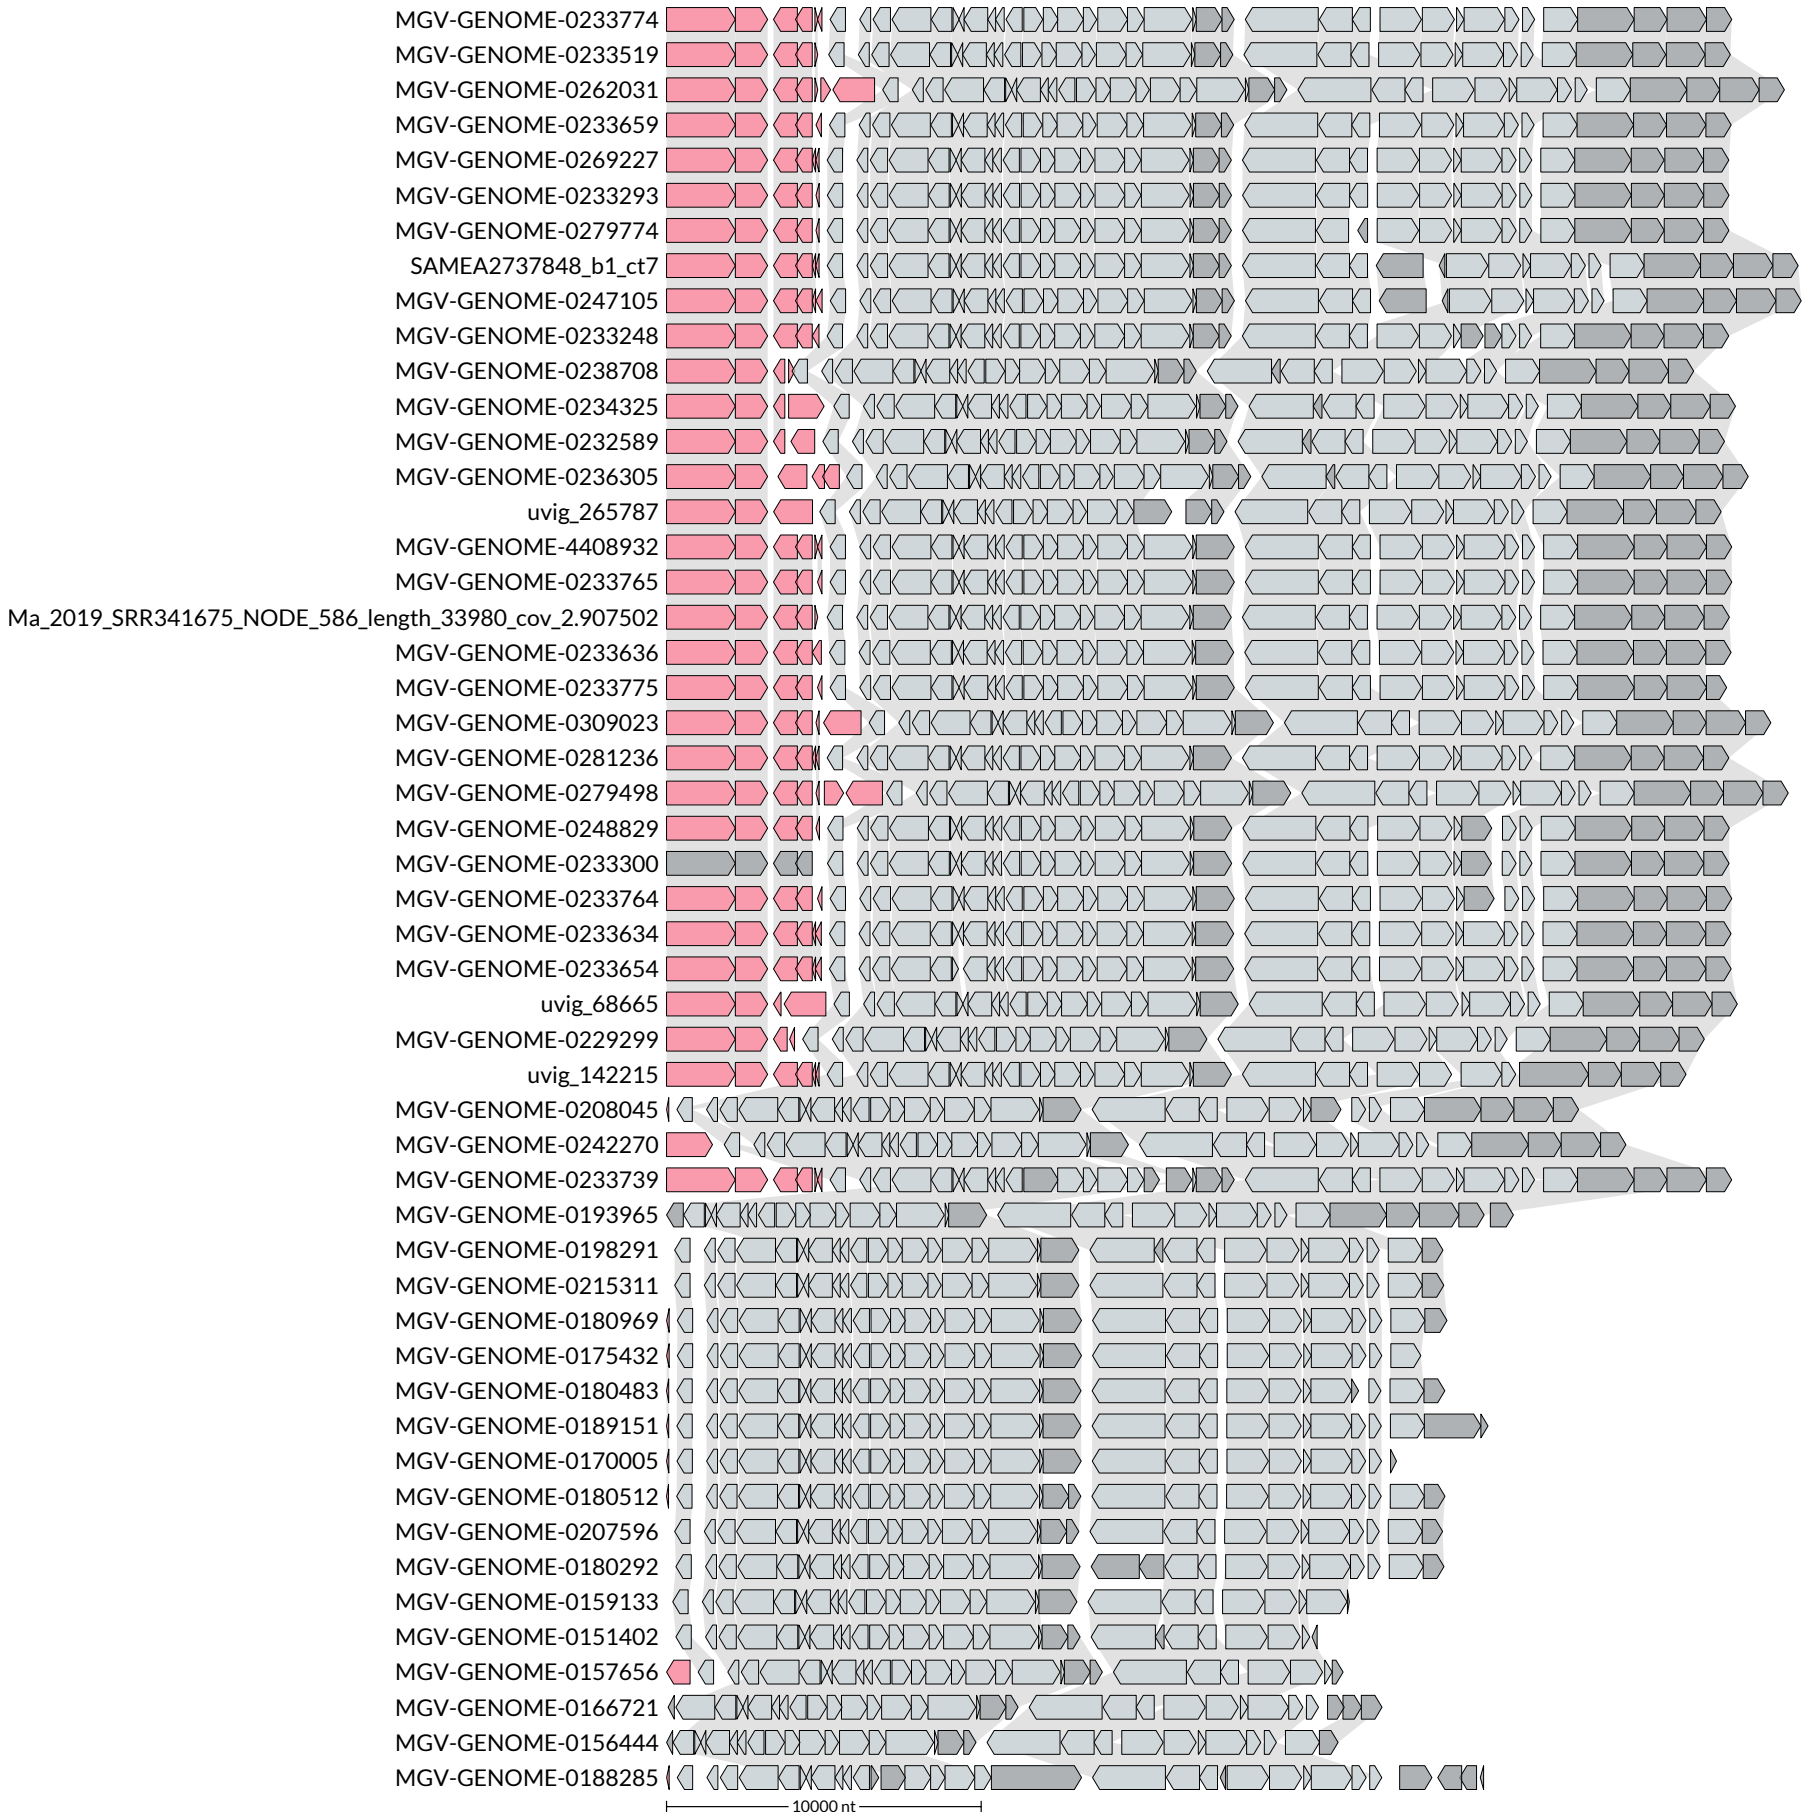 MGV-GENOME-0233774
MGV-GENOME-0233519
MGV-GENOME-0262031
MGV-GENOME-0233659
MGV-GENOME-0269227
MGV-GENOME-0233293
MGV-GENOME-0279774
SAMEA2737848_b1_ct7
MGV-GENOME-0247105
MGV-GENOME-0233248
MGV-GENOME-0238708
MGV-GENOME-0234325
MGV-GENOME-0232589
MGV-GENOME-0236305
uvig_265787
MGV-GENOME-4408932
MGV-GENOME-0233765
Ma_2019_SRR341675_NODE_586_length_33980_cov_2.907502
MGV-GENOME-0233636
MGV-GENOME-0233775
MGV-GENOME-0309023
MGV-GENOME-0281236
MGV-GENOME-0279498
MGV-GENOME-0248829
MGV-GENOME-0233300
MGV-GENOME-0233764
MGV-GENOME-0233634
MGV-GENOME-0233654
uvig_68665
MGV-GENOME-0229299
uvig_142215
MGV-GENOME-0208045
MGV-GENOME-0242270
MGV-GENOME-0233739
MGV-GENOME-0193965
MGV-GENOME-0198291
MGV-GENOME-0215311
MGV-GENOME-0180969
MGV-GENOME-0175432
MGV-GENOME-0180483
MGV-GENOME-0189151
MGV-GENOME-0170005
MGV-GENOME-0180512
MGV-GENOME-0207596
MGV-GENOME-0180292
MGV-GENOME-0159133
MGV-GENOME-0151402
MGV-GENOME-0157656
MGV-GENOME-0166721
MGV-GENOME-0156444
MGV-GENOME-0188285
10000 nt